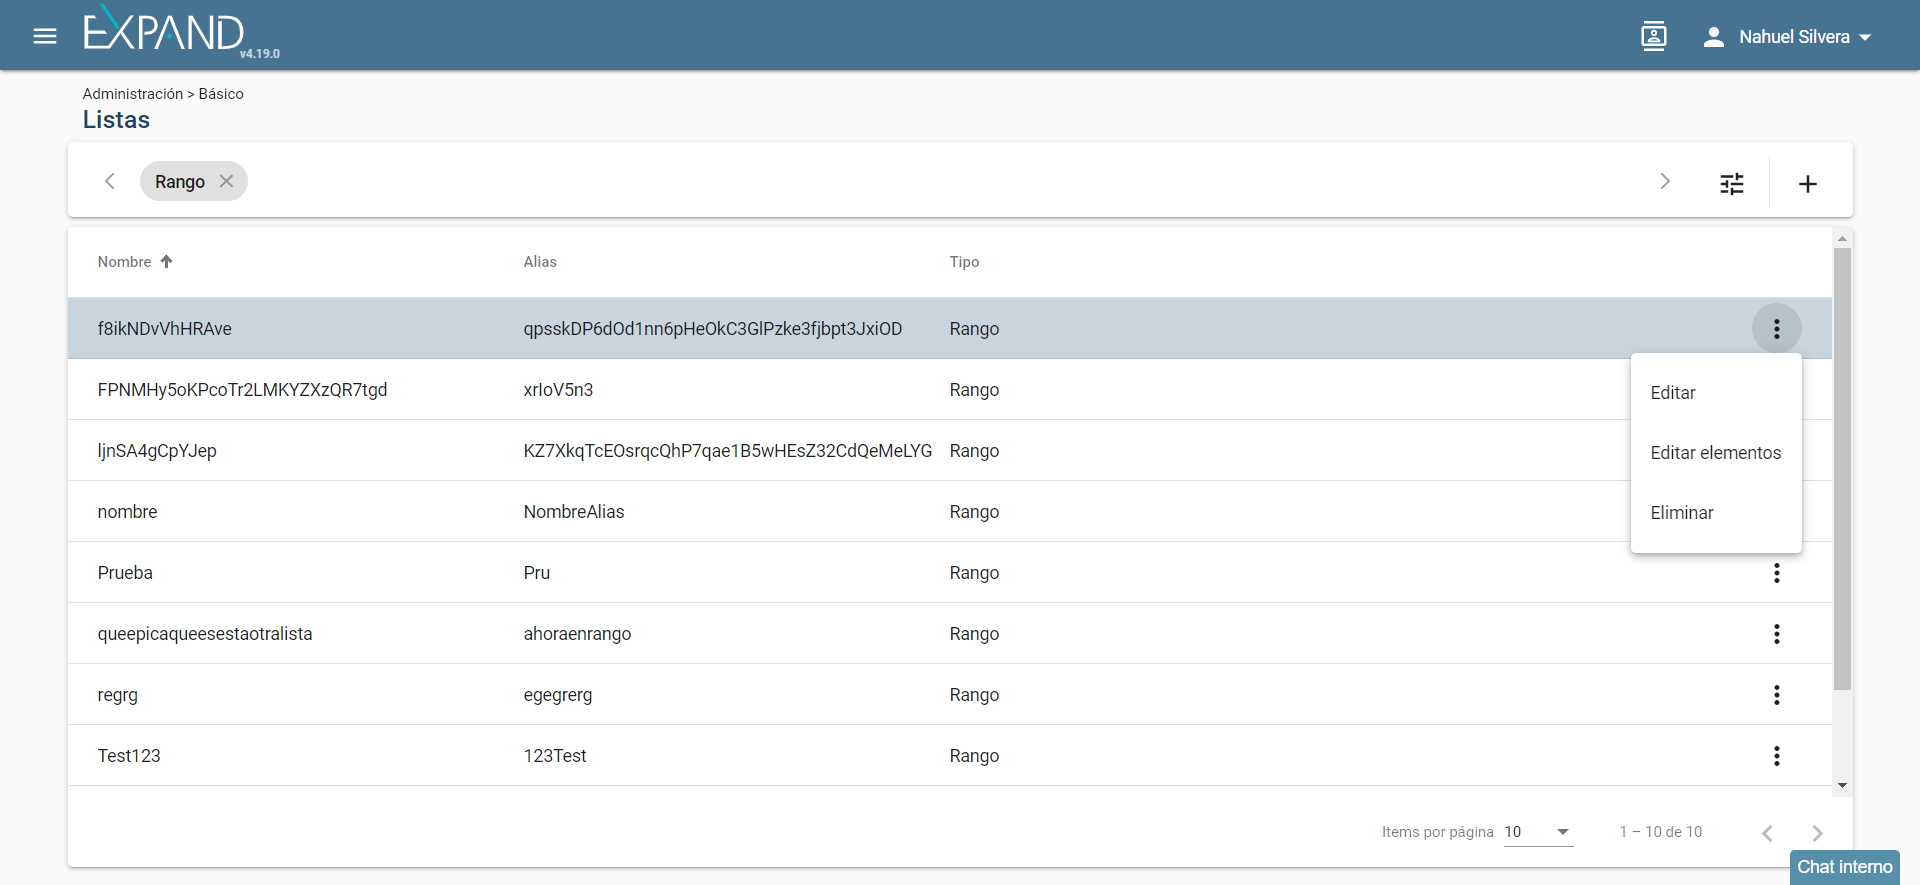 EXPAND v4.19.0
Nahuel Silvera
Administración > Básico
Listas
Rango
Nombre Alias Tipo
f8ikNDvVhHRAve qpsskDP6dOd1nn6pHeOkC3GlPzke3fjbpt3JxiOD Rango
FPNMHy5oKPcoTr2LMKYZXzQR7tgd xrIoV5n3 Rango
ljnSA4gCpYJep KZ7XkqTcEOsrqcQhP7qae1B5wHEsZ32CdQeMeLYG Rango
nombre NombreAlias Rango
Prueba Pru Rango
queepicaqueesestaotralista ahoraenrango Rango
regrg egegrerg Rango
Test123 123Test Rango
Editar
Editar elementos
Eliminar
Items por página 10 1 – 10 de 10
Chat interno